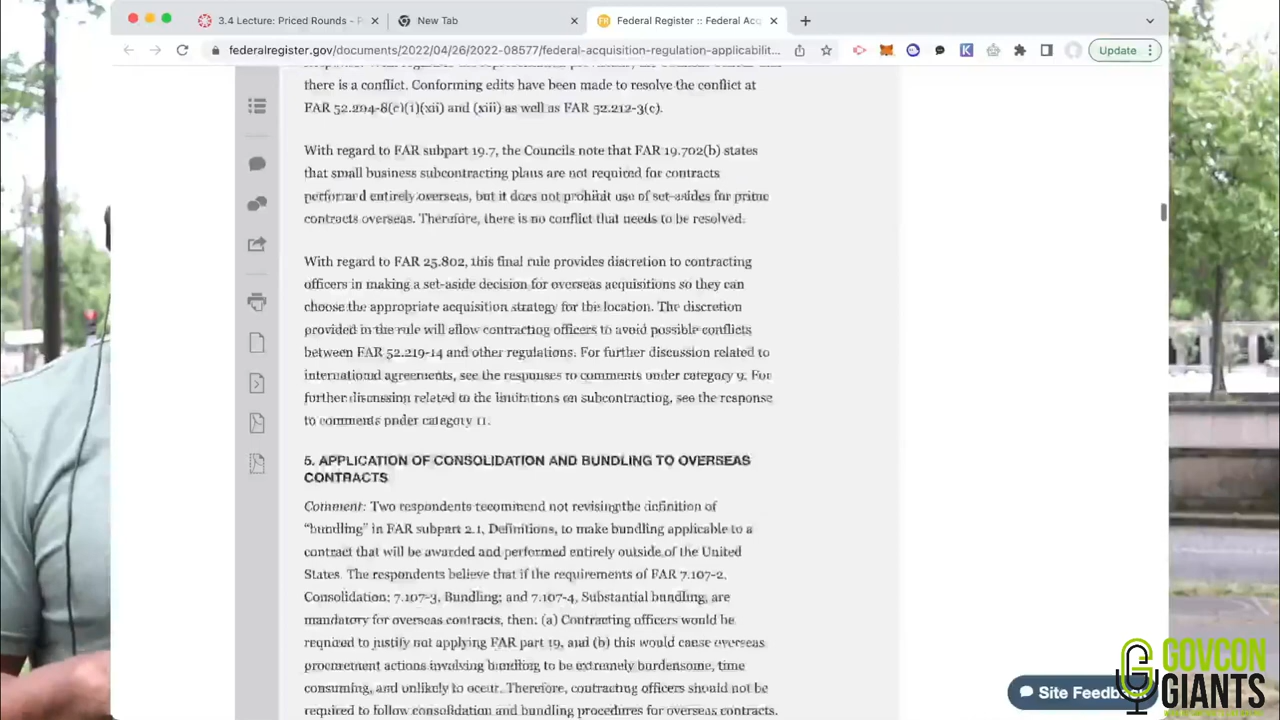 3.4 Lecture: Priced Rounds - P
New Tab
Federal Register :: Federal Acq
federalregister.gov/documents/2022/04/26/2022-08577/federal-acquisition-regulation-applicabilit...
Update
there is a conflict. Conforming edits have been made to resolve the conflict at
FAR 52.204-8(c)(1)(xii) and (xiii) as well as FAR 52.212-3(c).
With regard to FAR subpart 19.7, the Councils note that FAR 19.702(b) states
that small business subcontracting plans are not required for contracts
performed entirely overseas, but it does not prohibit use of set-asides for prime
contracts overseas. Therefore, there is no conflict that needs to be resolved.
With regard to FAR 25.802, this final rule provides discretion to contracting
officers in making a set-aside decision for overseas acquisitions so they can
choose the appropriate acquisition strategy for the location. The discretion
provided in the rule will allow contracting officers to avoid possible conflicts
between FAR 52.219-14 and other regulations. For further discussion related to
international agreements, see the responses to comments under category 9. For
further discussion related to the limitations on subcontracting, see the response
to comments under category 11.
5. APPLICATION OF CONSOLIDATION AND BUNDLING TO OVERSEAS
CONTRACTS
Comment: Two respondents recommend not revising the definition of
“bundling” in FAR subpart 2.1, Definitions, to make bundling applicable to a
contract that will be awarded and performed entirely outside of the United
States. The respondents believe that if the requirements of FAR 7.107-2,
Consolidation; 7.107-3, Bundling; and 7.107-4, Substantial bundling, are
mandatory for overseas contracts, then: (a) Contracting officers would be
required to justify not applying FAR part 19, and (b) this would cause overseas
procurement actions involving bundling to be extremely burdensome, time
consuming, and unlikely to occur. Therefore, contracting officers should not be
required to follow consolidation and bundling procedures for overseas contracts.
Site Feedback
GOVCON
GIANTS